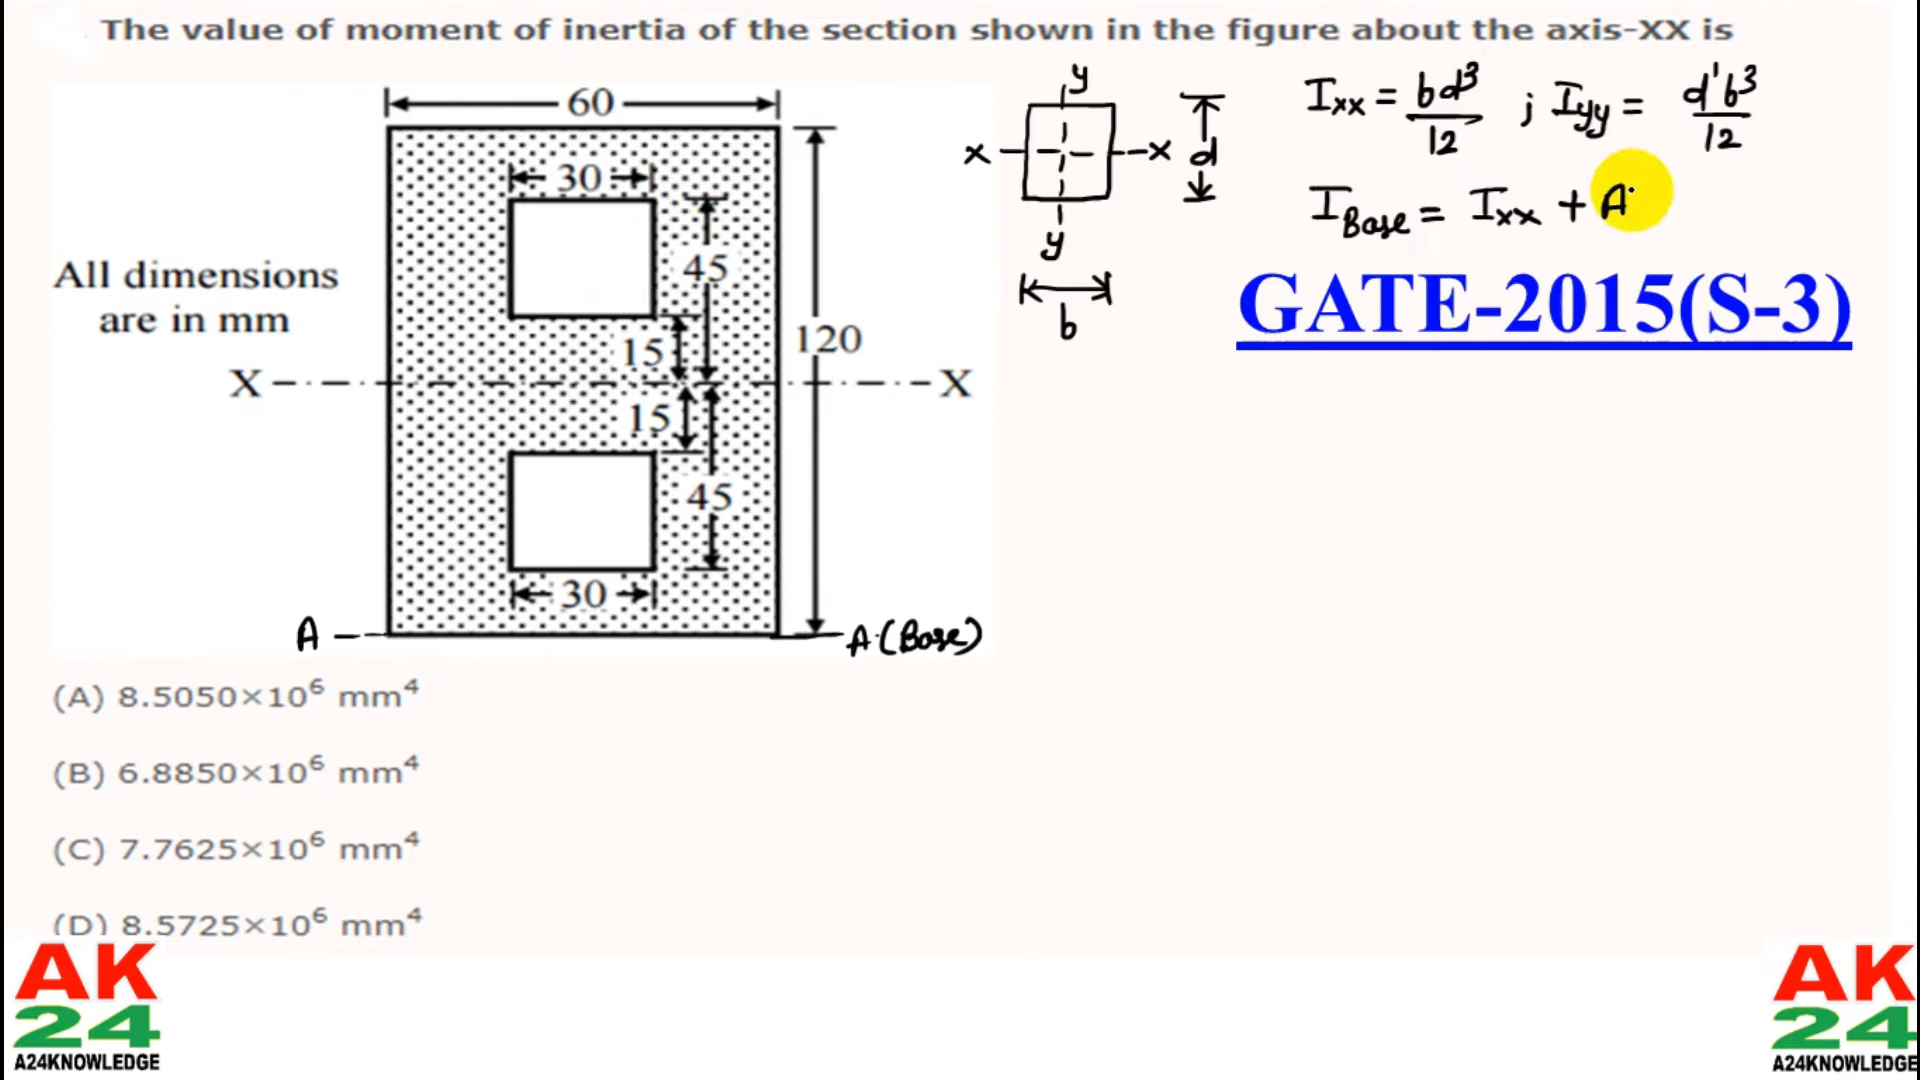 The value of moment of inertia of the section shown in the figure about the axis-XX is
60
30
45
All dimensions
are in mm
15
120
X X
15
45
30
A A (Base)
y
x x d
y
b
Ixx = bd³/12 ; Iyy = db³/12
IBase = Ixx + A
GATE-2015(S-3)
(A) 8.5050×10⁶ mm⁴
(B) 6.8850×10⁶ mm⁴
(C) 7.7625×10⁶ mm⁴
(D) 8.5725×10⁶ mm⁴
AK
24
A24KNOWLEDGE
AK
24
A24KNOWLEDGE